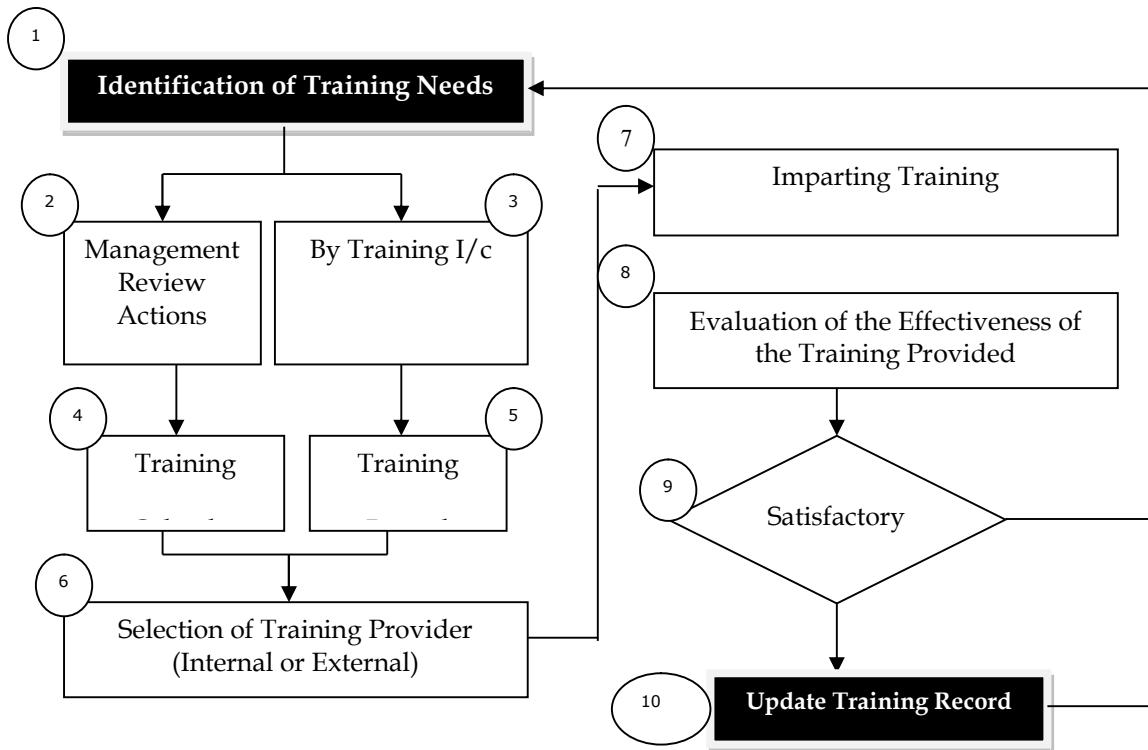 1
Identification of Training Needs
2
Management
Review
Actions
3
By Training I/c
4
Training
5
Training
6
Selection of Training Provider
(Internal or External)
7
Imparting Training
8
Evaluation of the Effectiveness of
the Training Provided
9
Satisfactory
10
Update Training Record